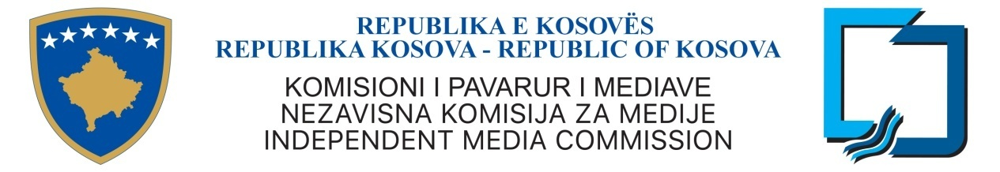 REPUBLIKA E KOSOVËS
REPUBLIKA KOSOVA - REPUBLIC OF KOSOVA
KOMISIONI I PAVARUR I MEDIAVE
NEZAVISNA KOMISIJA ZA MEDIJE
INDEPENDENT MEDIA COMMISSION